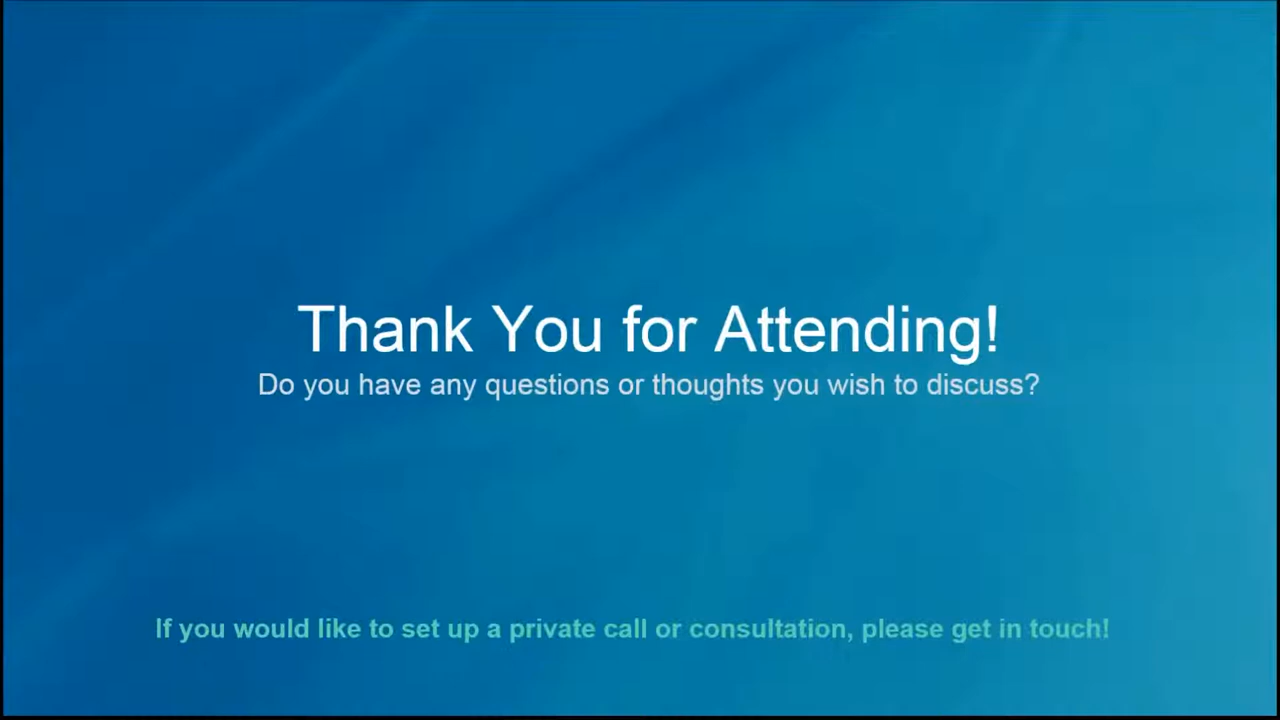 Thank You for Attending!
Do you have any questions or thoughts you wish to discuss?
If you would like to set up a private call or consultation, please get in touch!